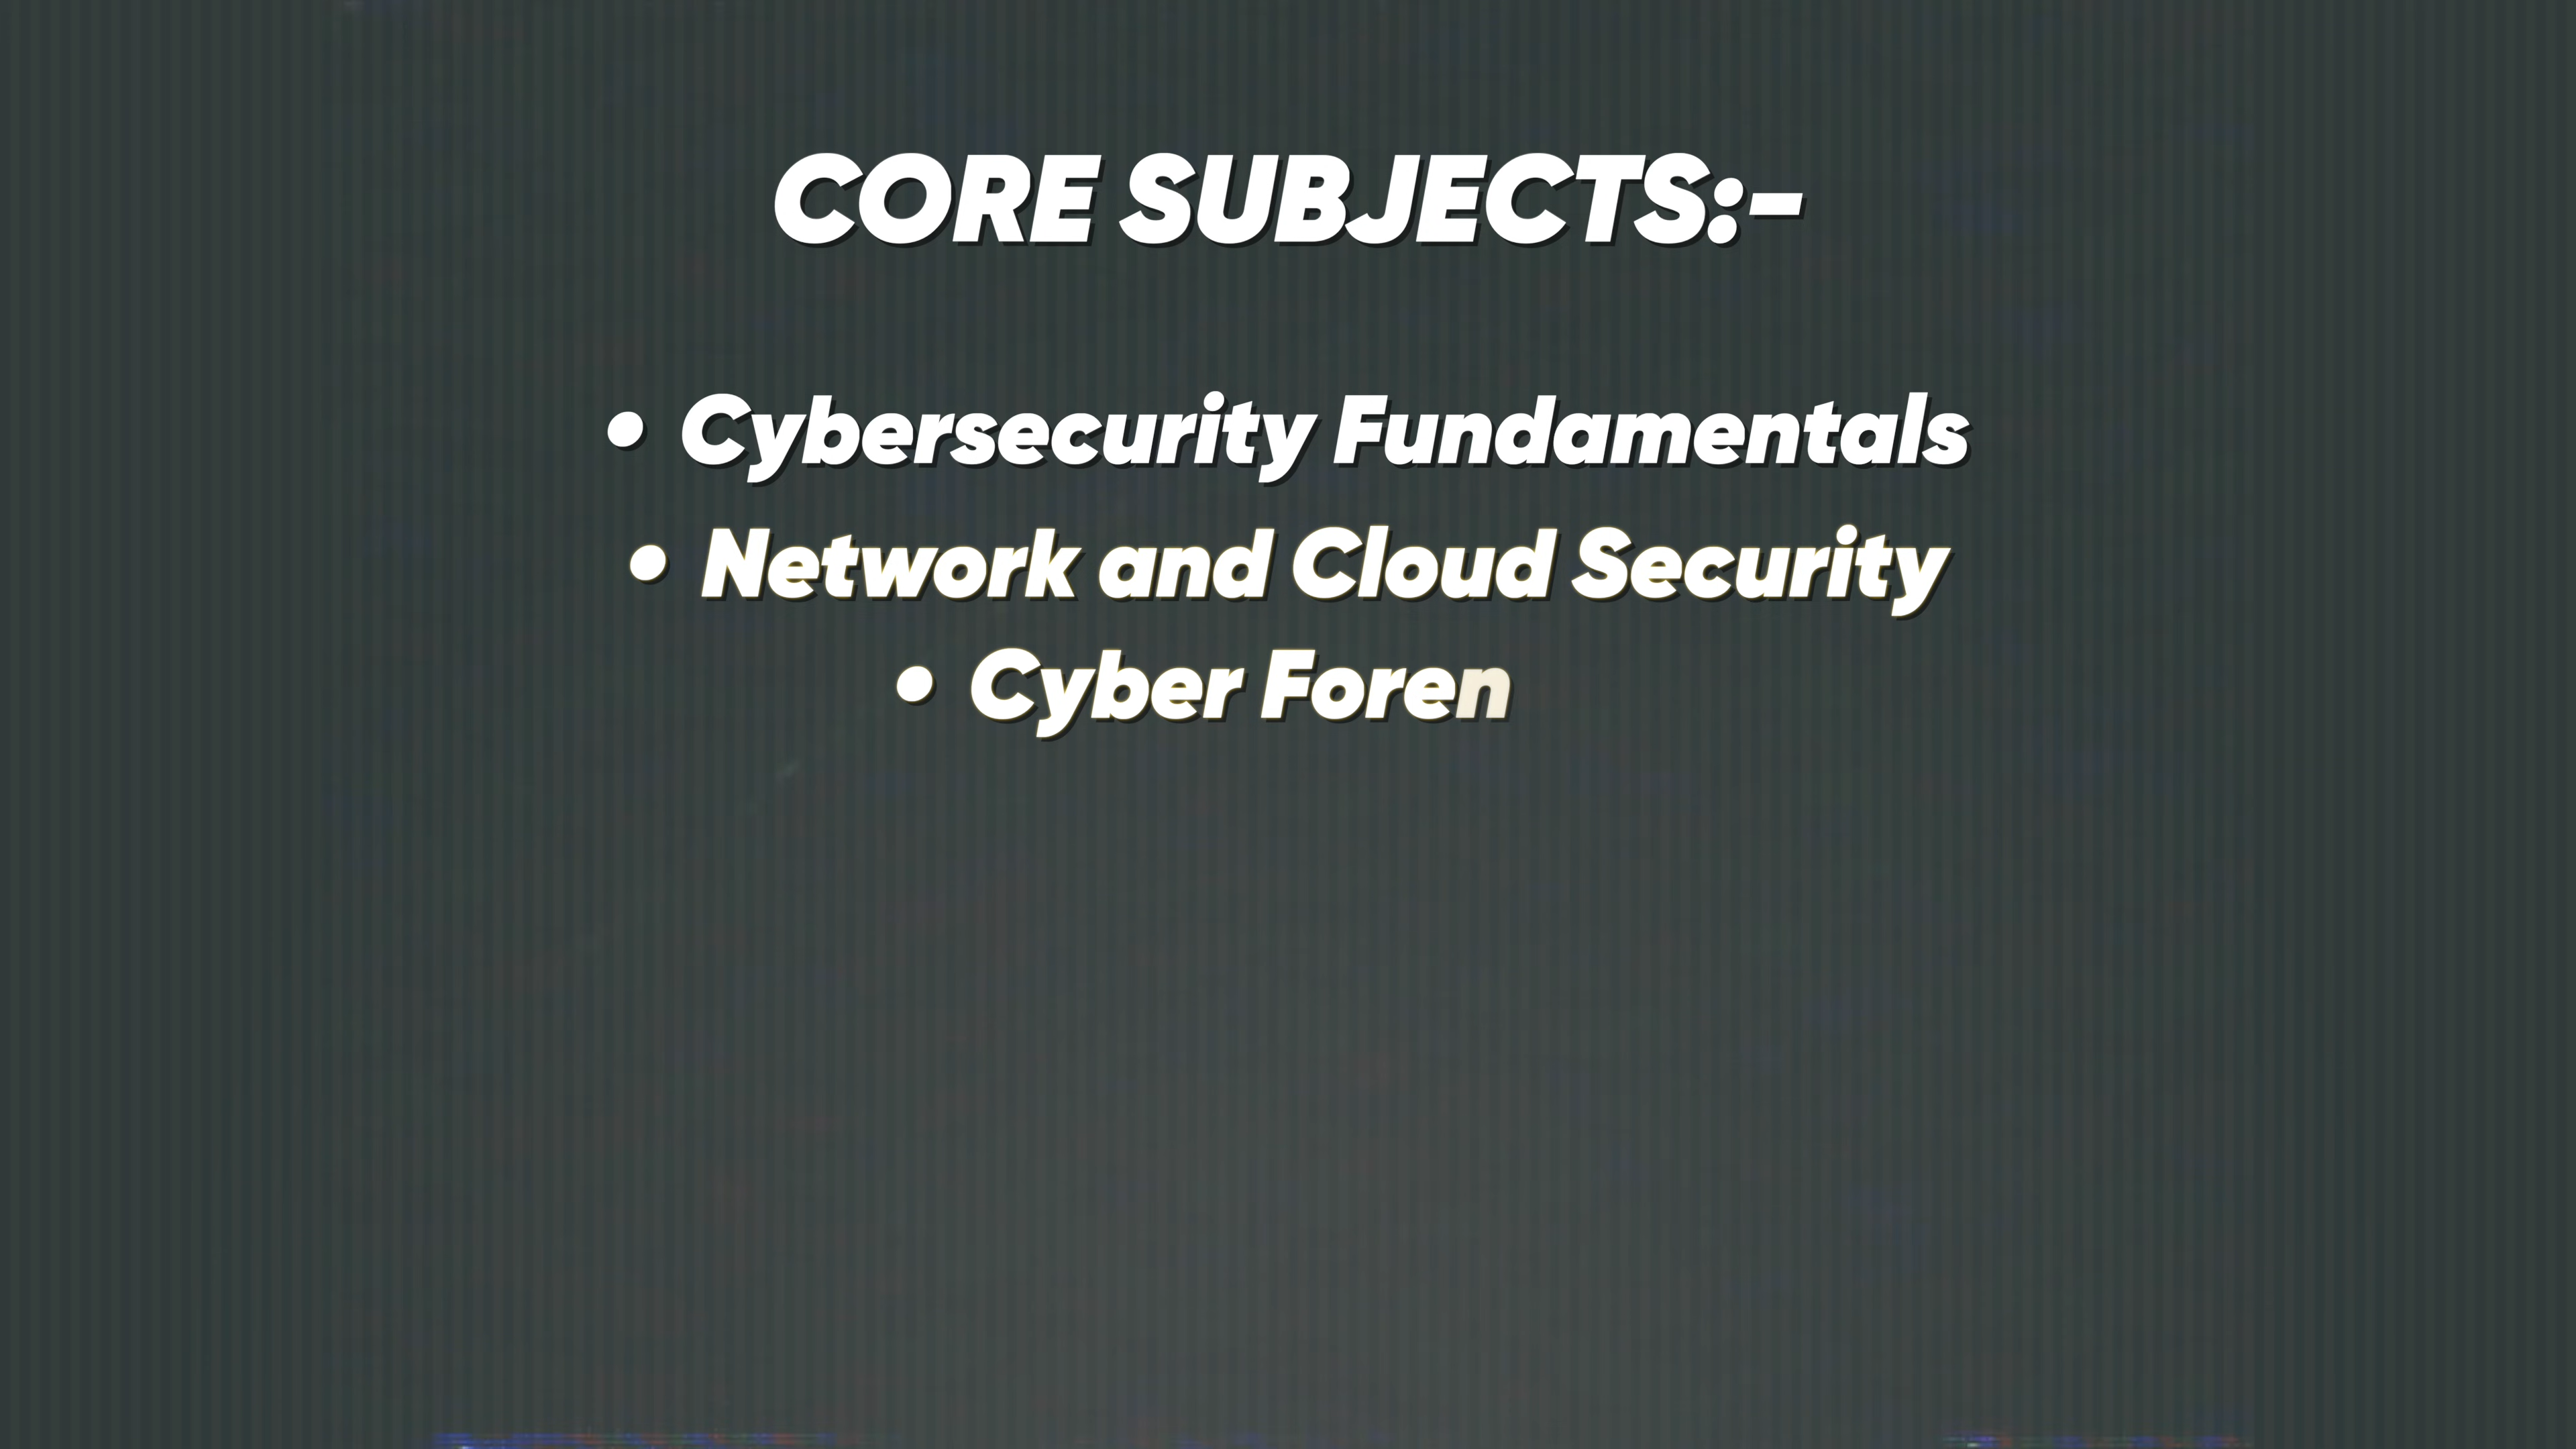 CORE SUBJECTS:-
• Cybersecurity Fundamentals
• Network and Cloud Security
• Cyber Foren